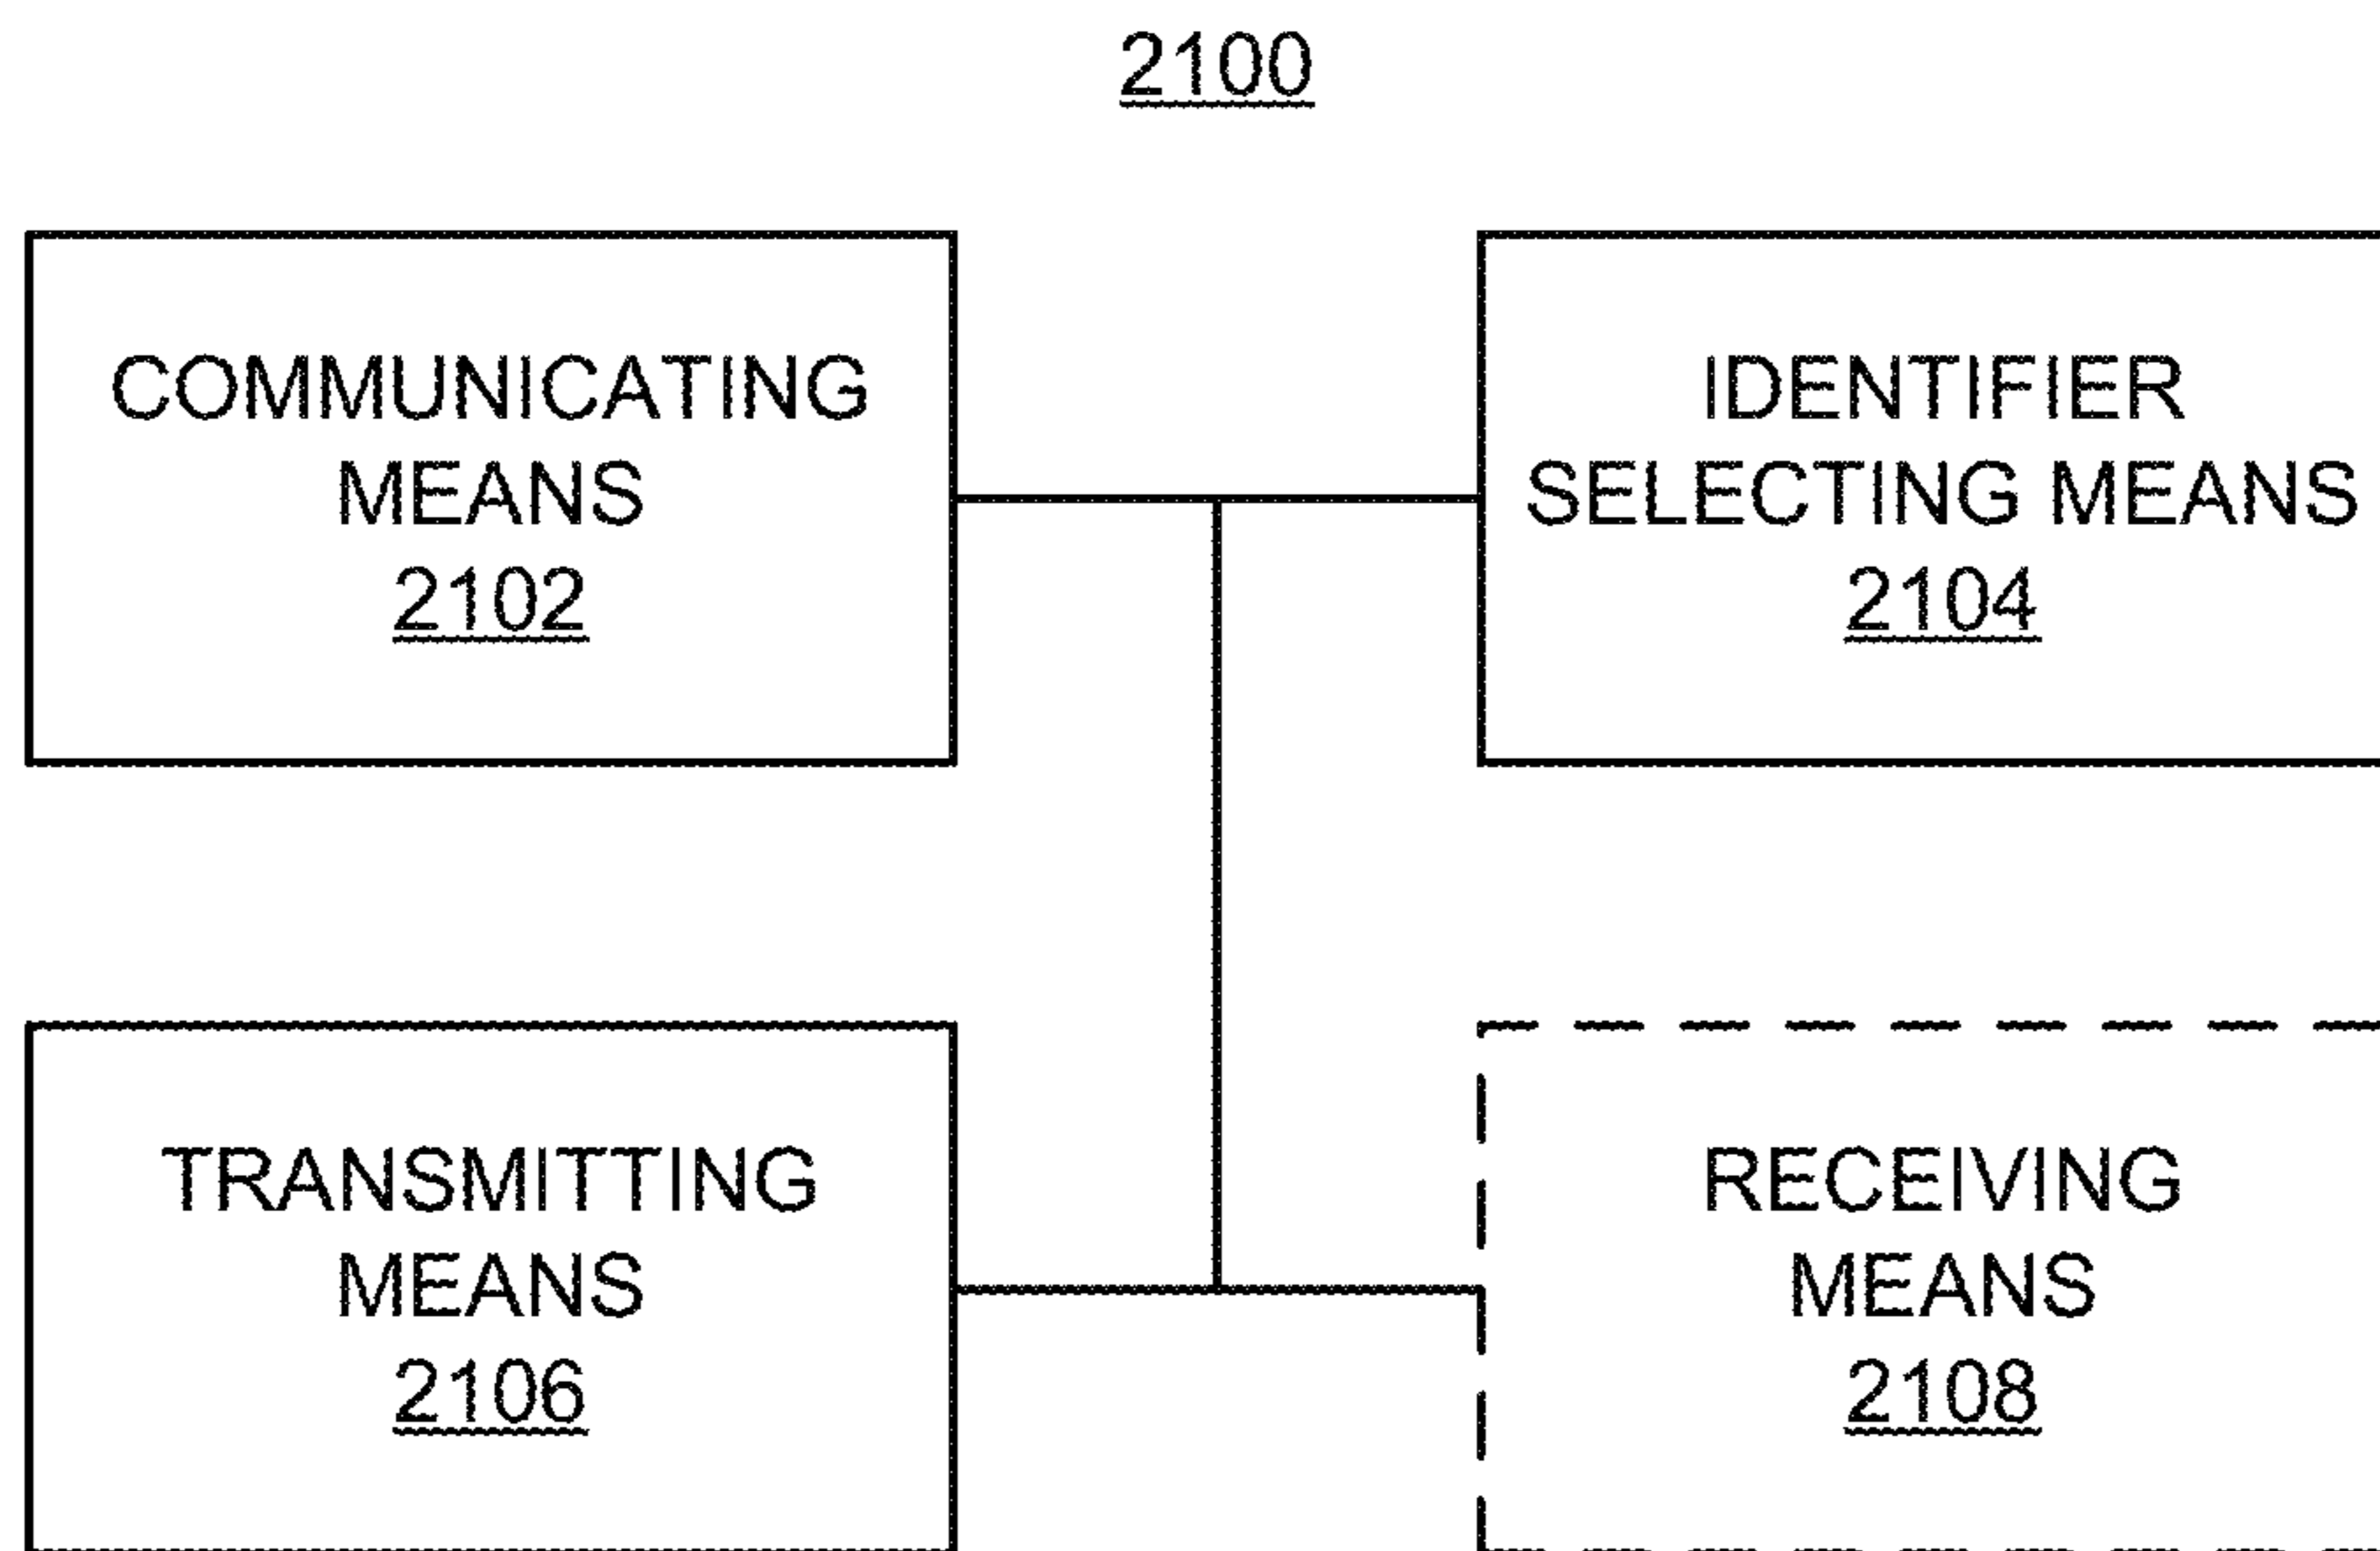 2100
COMMUNICATING
MEANS
2102
IDENTIFIER
SELECTING MEANS
2104
TRANSMITTING
MEANS
2106
RECEIVING
MEANS
2108